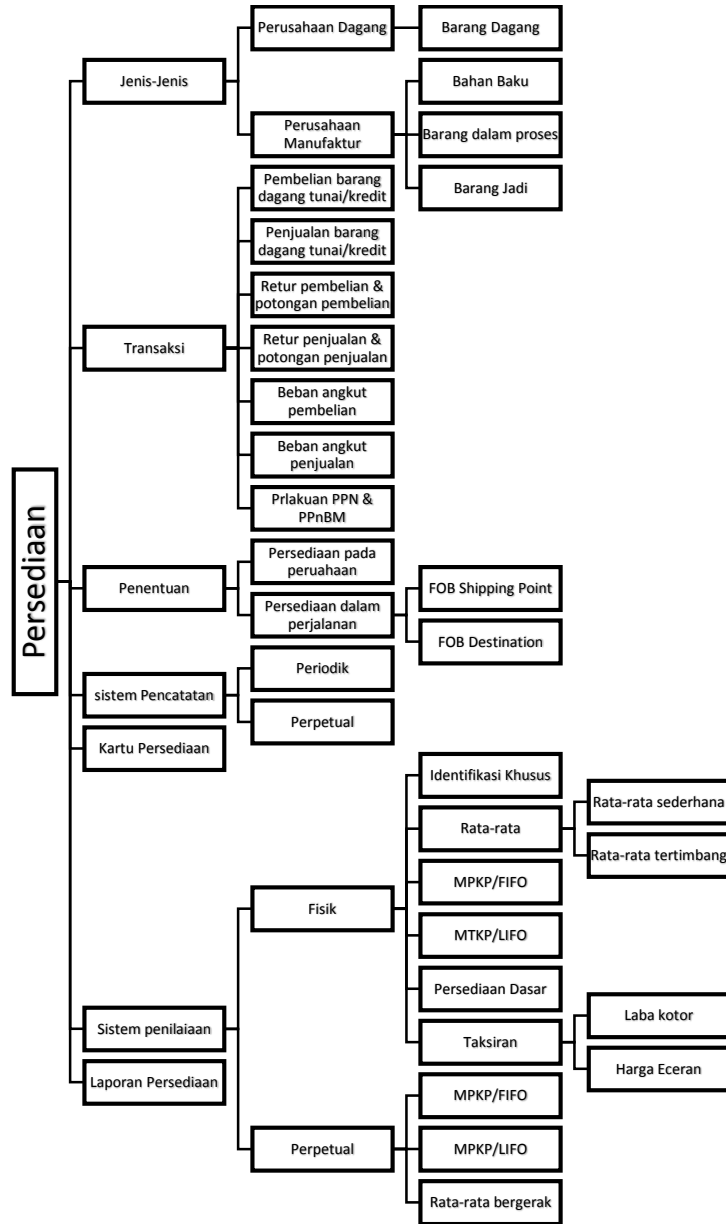 Persediaan
Jenis-Jenis
Perusahaan Dagang
Barang Dagang
Perusahaan
Manufaktur
Bahan Baku
Barang dalam proses
Barang Jadi
Transaksi
Pembelian barang
dagang tunai/kredit
Penjualan barang
dagang tunai/kredit
Retur pembelian &
potongan pembelian
Retur penjualan &
potongan penjualan
Beban angkut
pembelian
Beban angkut
penjualan
Prlakuan PPN &
PPnBM
Penentuan
Persediaan pada
peruahaan
Persediaan dalam
perjalanan
FOB Shipping Point
FOB Destination
sistem Pencatatan
Periodik
Perpetual
Kartu Persediaan
Sistem penilaiaan
Fisik
Identifikasi Khusus
Rata-rata
Rata-rata sederhana
Rata-rata tertimbang
MPKP/FIFO
MTKP/LIFO
Persediaan Dasar
Taksiran
Laba kotor
Harga Eceran
Perpetual
MPKP/FIFO
MPKP/LIFO
Rata-rata bergerak
Laporan Persediaan